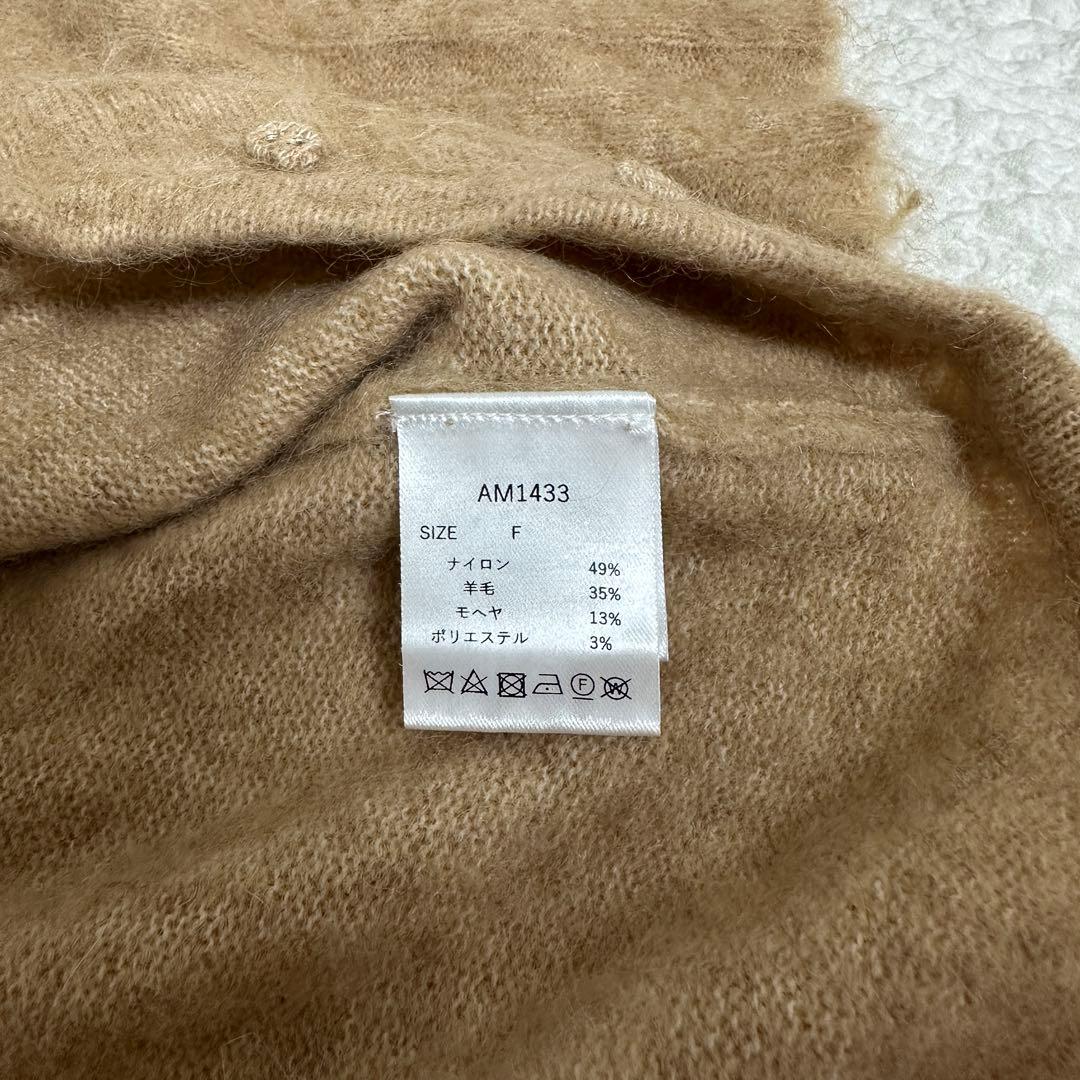 AM1433
SIZE F
ナイロン 49%
羊毛 35%
モヘヤ 13%
ポリエステル 3%
F W